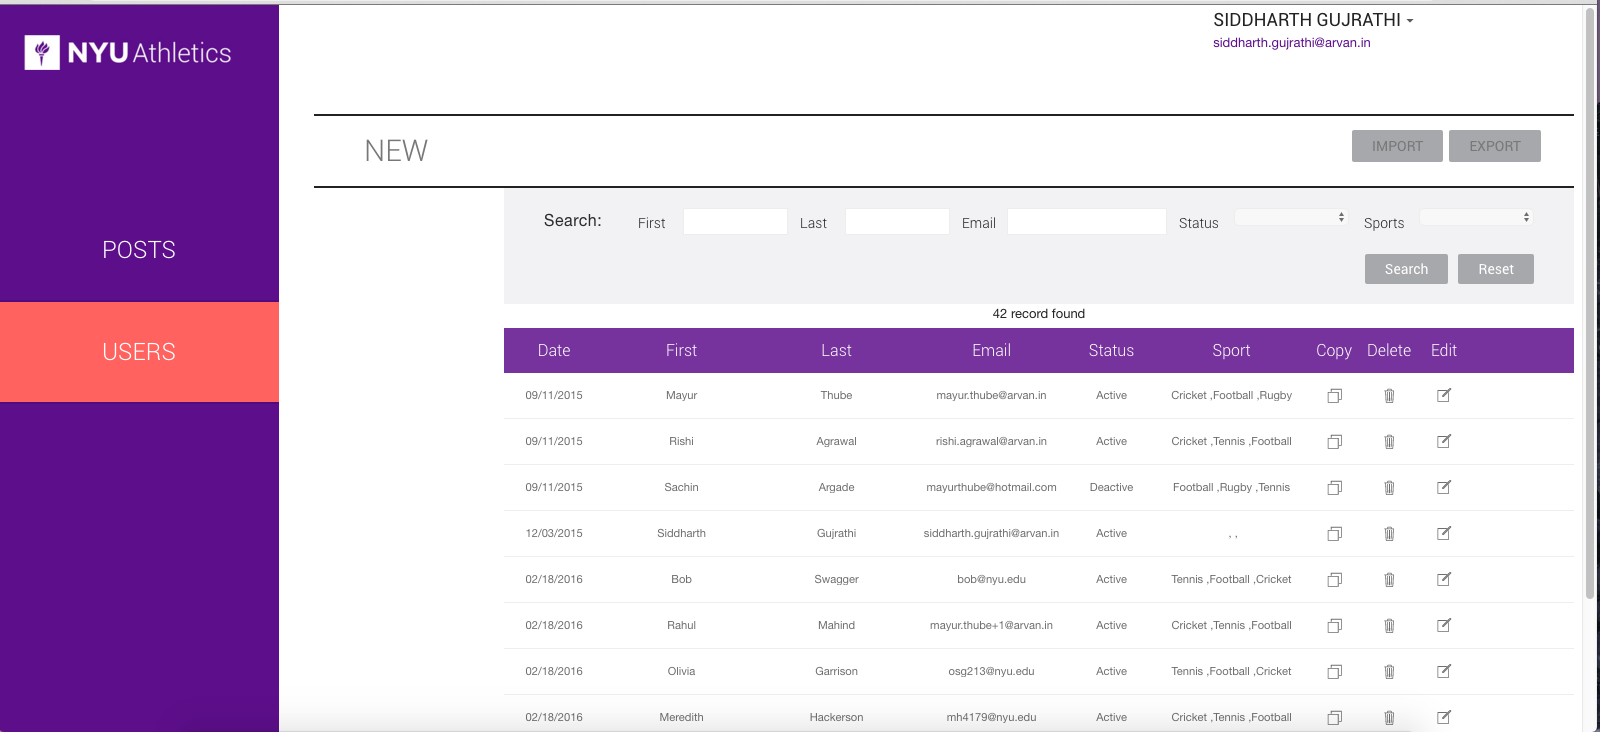 NYU Athletics
SIDDHARTH GUJRATHI
siddharth.gujrathi@arvan.in
NEW
IMPORT EXPORT
POSTS
USERS
Search: First Last Email Status Sports
Search Reset
42 record found
Date First Last Email Status Sport Copy Delete Edit
09/11/2015 Mayur Thube mayur.thube@arvan.in Active Cricket ,Football ,Rugby
09/11/2015 Rishi Agrawal rishi.agrawal@arvan.in Active Cricket ,Tennis ,Football
09/11/2015 Sachin Argade mayurthube@hotmail.com Deactive Football ,Rugby ,Tennis
12/03/2015 Siddharth Gujrathi siddharth.gujrathi@arvan.in Active , ,
02/18/2016 Bob Swagger bob@nyu.edu Active Tennis ,Football ,Cricket
02/18/2016 Rahul Mahind mayur.thube+1@arvan.in Active Cricket ,Tennis ,Football
02/18/2016 Olivia Garrison osg213@nyu.edu Active Tennis ,Football ,Cricket
02/18/2016 Meredith Hackerson mh4179@nyu.edu Active Cricket ,Tennis ,Football